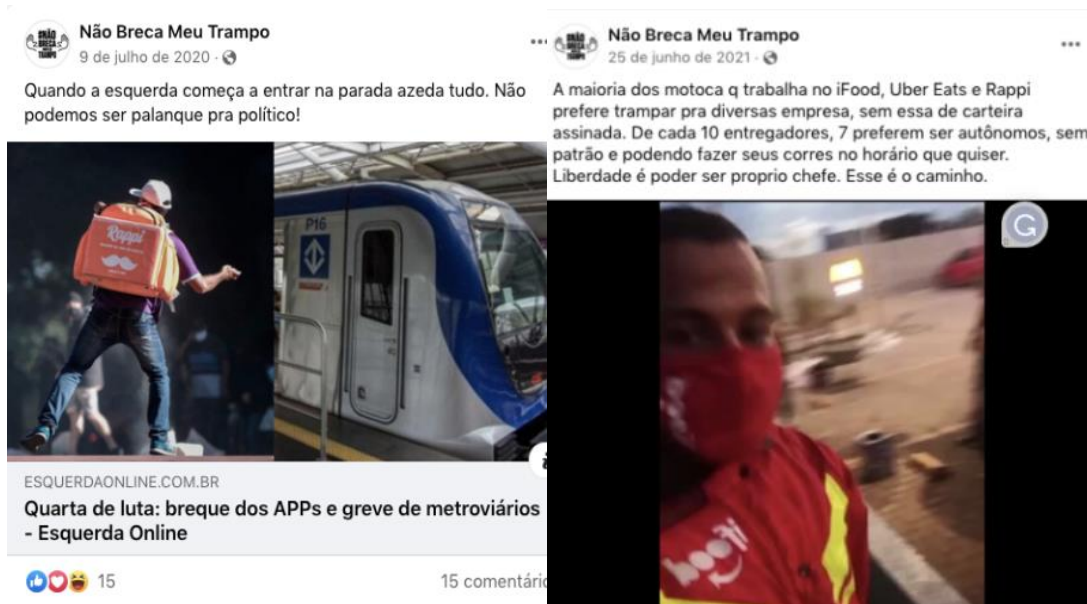 Não Breca Meu Trampo
9 de julho de 2020 ·
Quando a esquerda começa a entrar na parada azeda tudo. Não
podemos ser palanque pra político!
Rappi
P16
ESQUERDAONLINE.COM.BR
Quarta de luta: breque dos APPs e greve de metroviários
- Esquerda Online
15
15 comentário
Não Breca Meu Trampo
25 de junho de 2021 ·
A maioria dos motoca q trabalha no iFood, Uber Eats e Rappi
prefere trampar pra diversas empresa, sem essa de carteira
assinada. De cada 10 entregadores, 7 preferem ser autônomos, sem
patrão e podendo fazer seus corres no horário que quiser.
Liberdade é poder ser proprio chefe. Esse é o caminho.
ifood